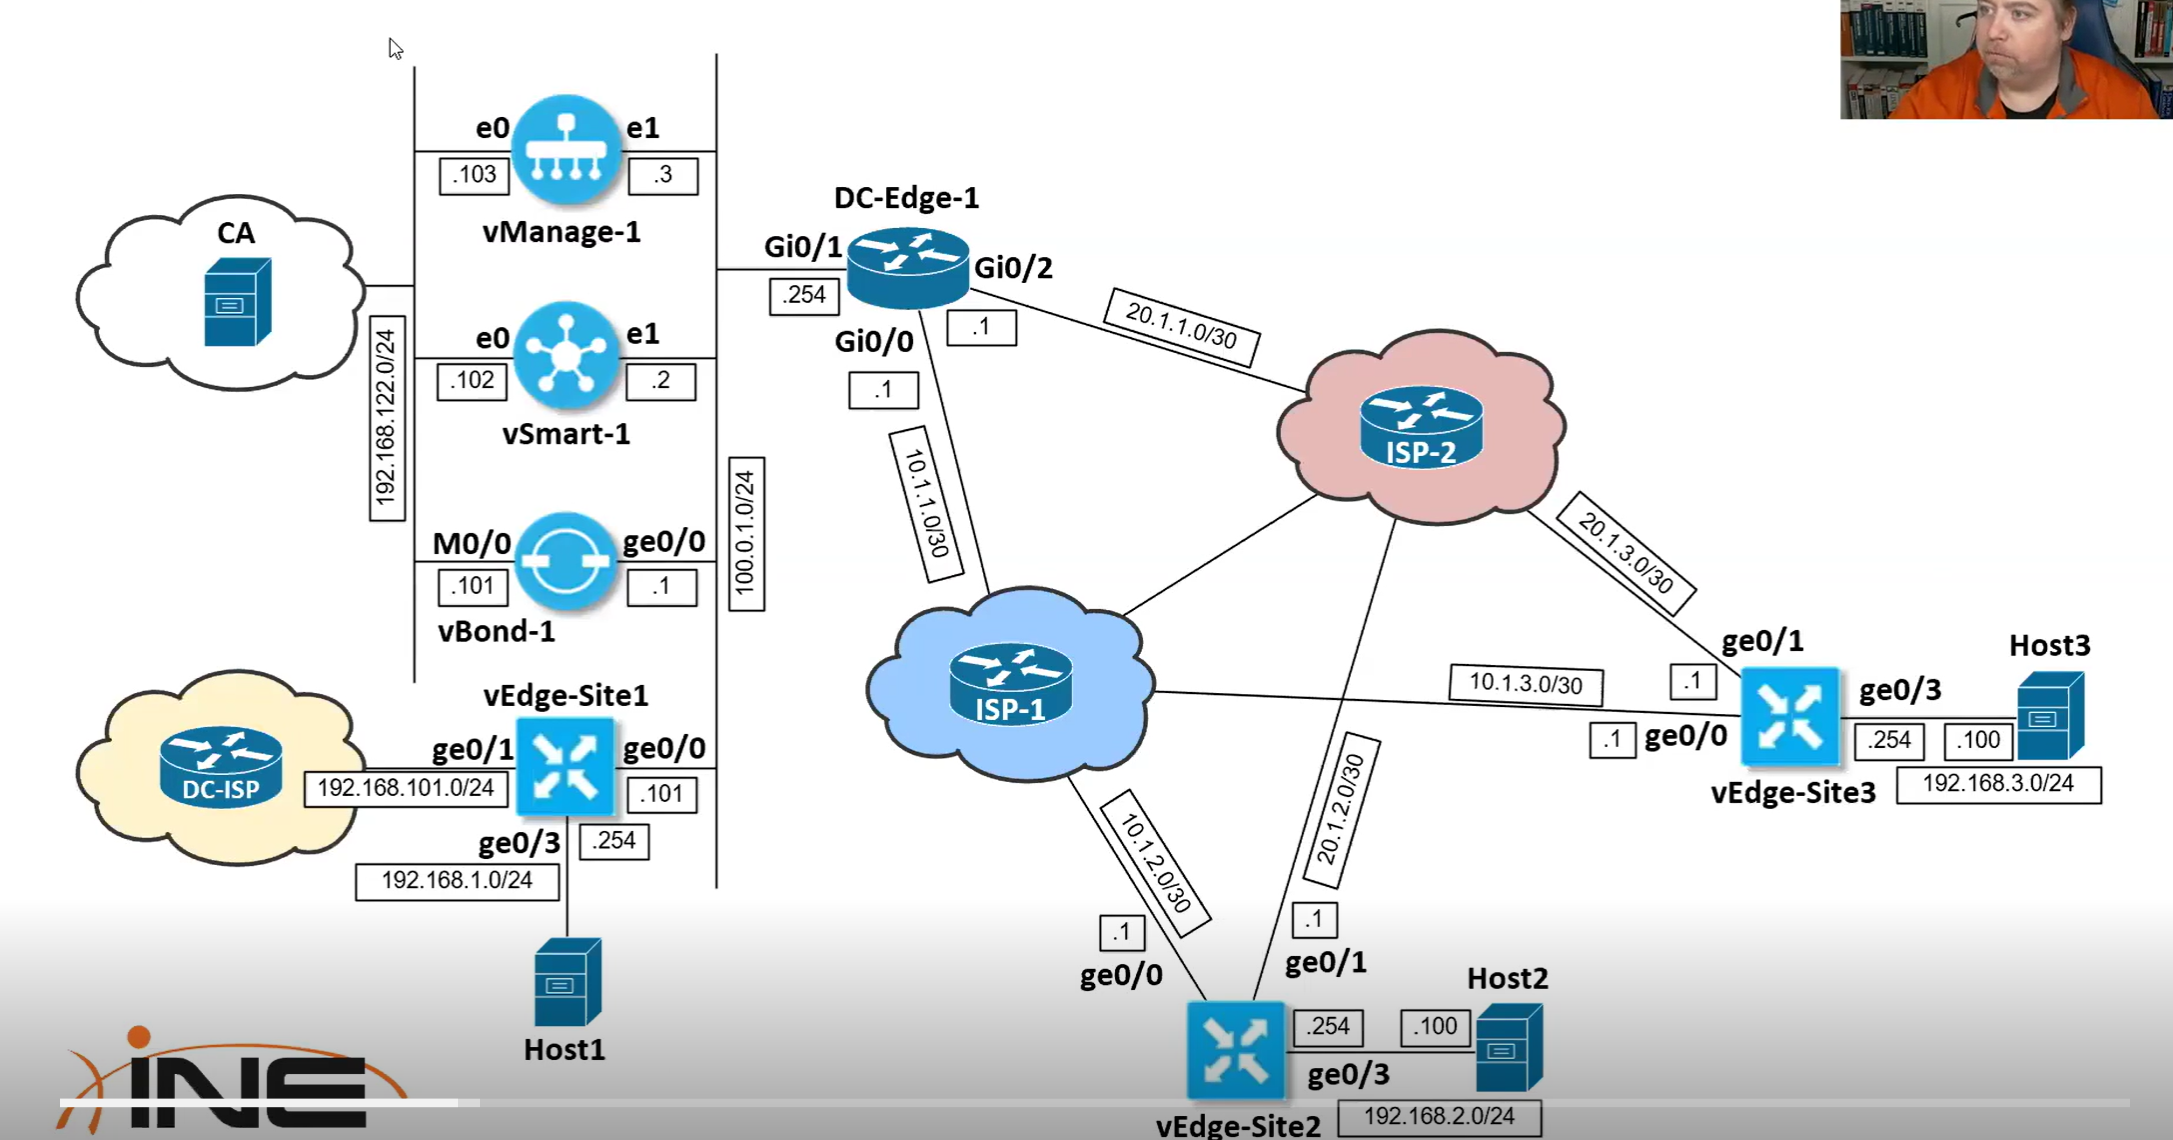 e0
e1
.103
.3
vManage-1
CA
DC-Edge-1
Gi0/1
Gi0/2
.254
.1
Gi0/0
.1
20.1.1.0/30
e0
e1
.102
.2
vSmart-1
192.168.122.0/24
ISP-2
10.1.1.0/30
100.0.1.0/24
M0/0
ge0/0
.101
.1
vBond-1
20.1.3.0/30
ISP-1
10.1.3.0/30
ge0/1
.1
Host3
ge0/3
.1
ge0/0
.254
.100
vEdge-Site3
192.168.3.0/24
vEdge-Site1
ge0/1
ge0/0
DC-ISP
192.168.101.0/24
.101
ge0/3
.254
192.168.1.0/24
Host1
10.1.2.0/30
20.1.2.0/30
.1
ge0/0
.1
ge0/1
Host2
.254
.100
ge0/3
vEdge-Site2
192.168.2.0/24
iNE